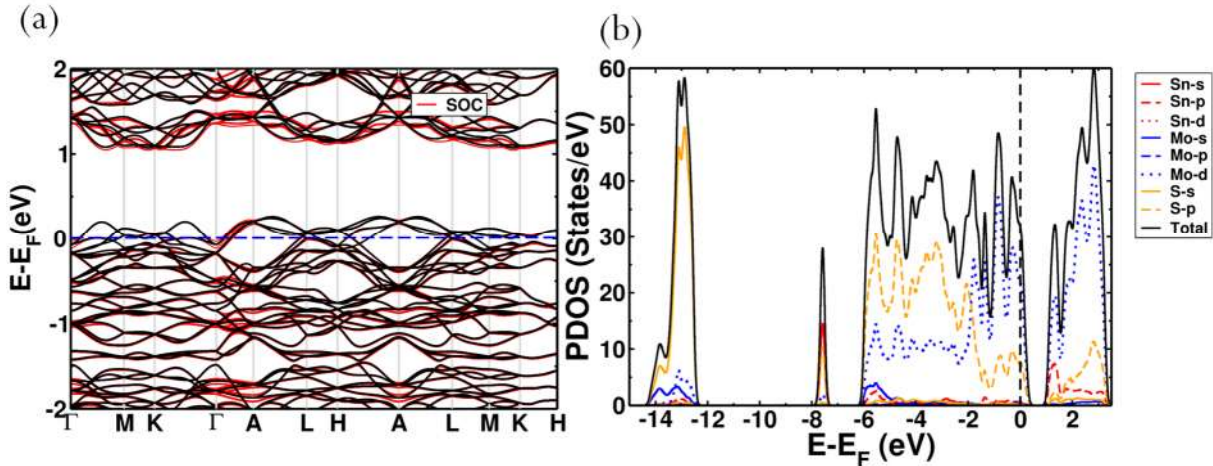 (a)
(b)
2
1
0
-1
-2
E-E_F (eV)
SOC
Γ M K Γ A L H A L M K H
60
50
40
30
20
10
0
PDOS (States/eV)
-14 -12 -10 -8 -6 -4 -2 0 2
E-E_F (eV)
Sn-s
Sn-p
Sn-d
Mo-s
Mo-p
Mo-d
S-s
S-p
Total